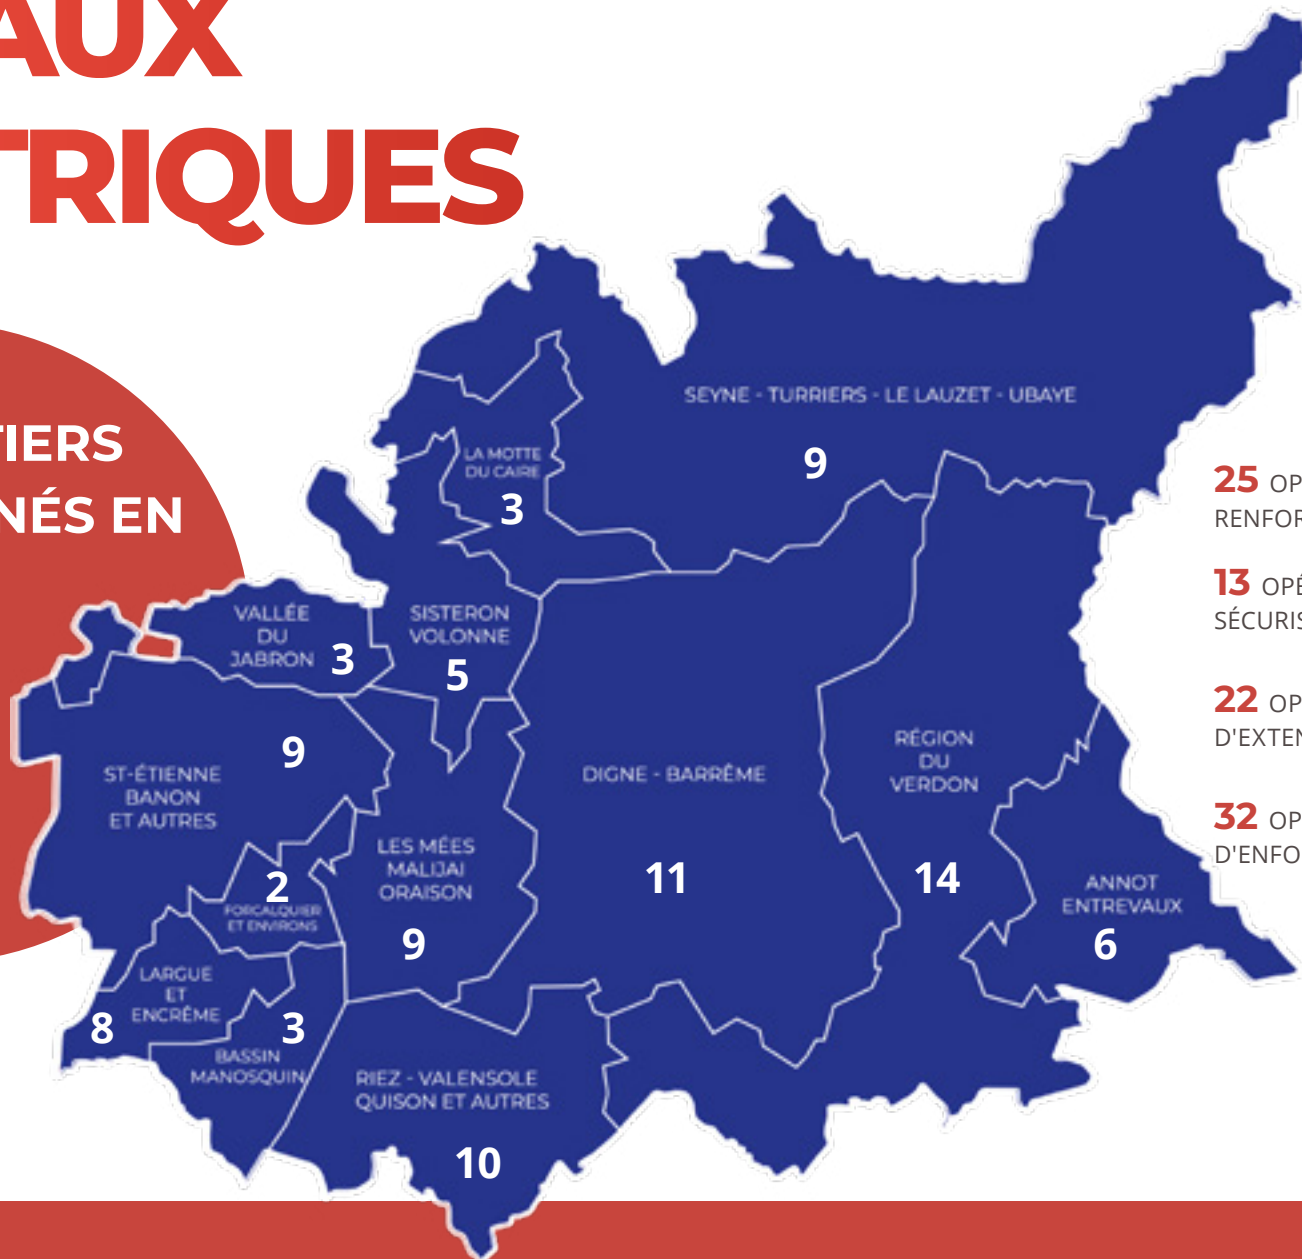 AUX
TRIQUES
TIERS
NÉS EN
SEYNE - TURRIERS - LE LAUZET - UBAYE
9
LA MOTTE
DU CAIRE
3
25 OP
RENFOR
13 OPÉ
SÉCURIS
22 OP
D'EXTEN
32 OP
D'ENFO
VALLÉE
DU
JABRON 3
SISTERON
VOLONNE
5
ST-ÉTIENNE
BANON
ET AUTRES
9
DIGNE - BARRÊME
11
RÉGION
DU
VERDON
14
LES MÉES
MALIJAI
ORAISON
9
2
FORCALQUIER
ET ENVIRONS
ANNOT
ENTREVAUX
6
LARGUE
ET
ENCRÊME
8
3
BASSIN
MANOSQUIN
RIEZ - VALENSOLE
QUISON ET AUTRES
10